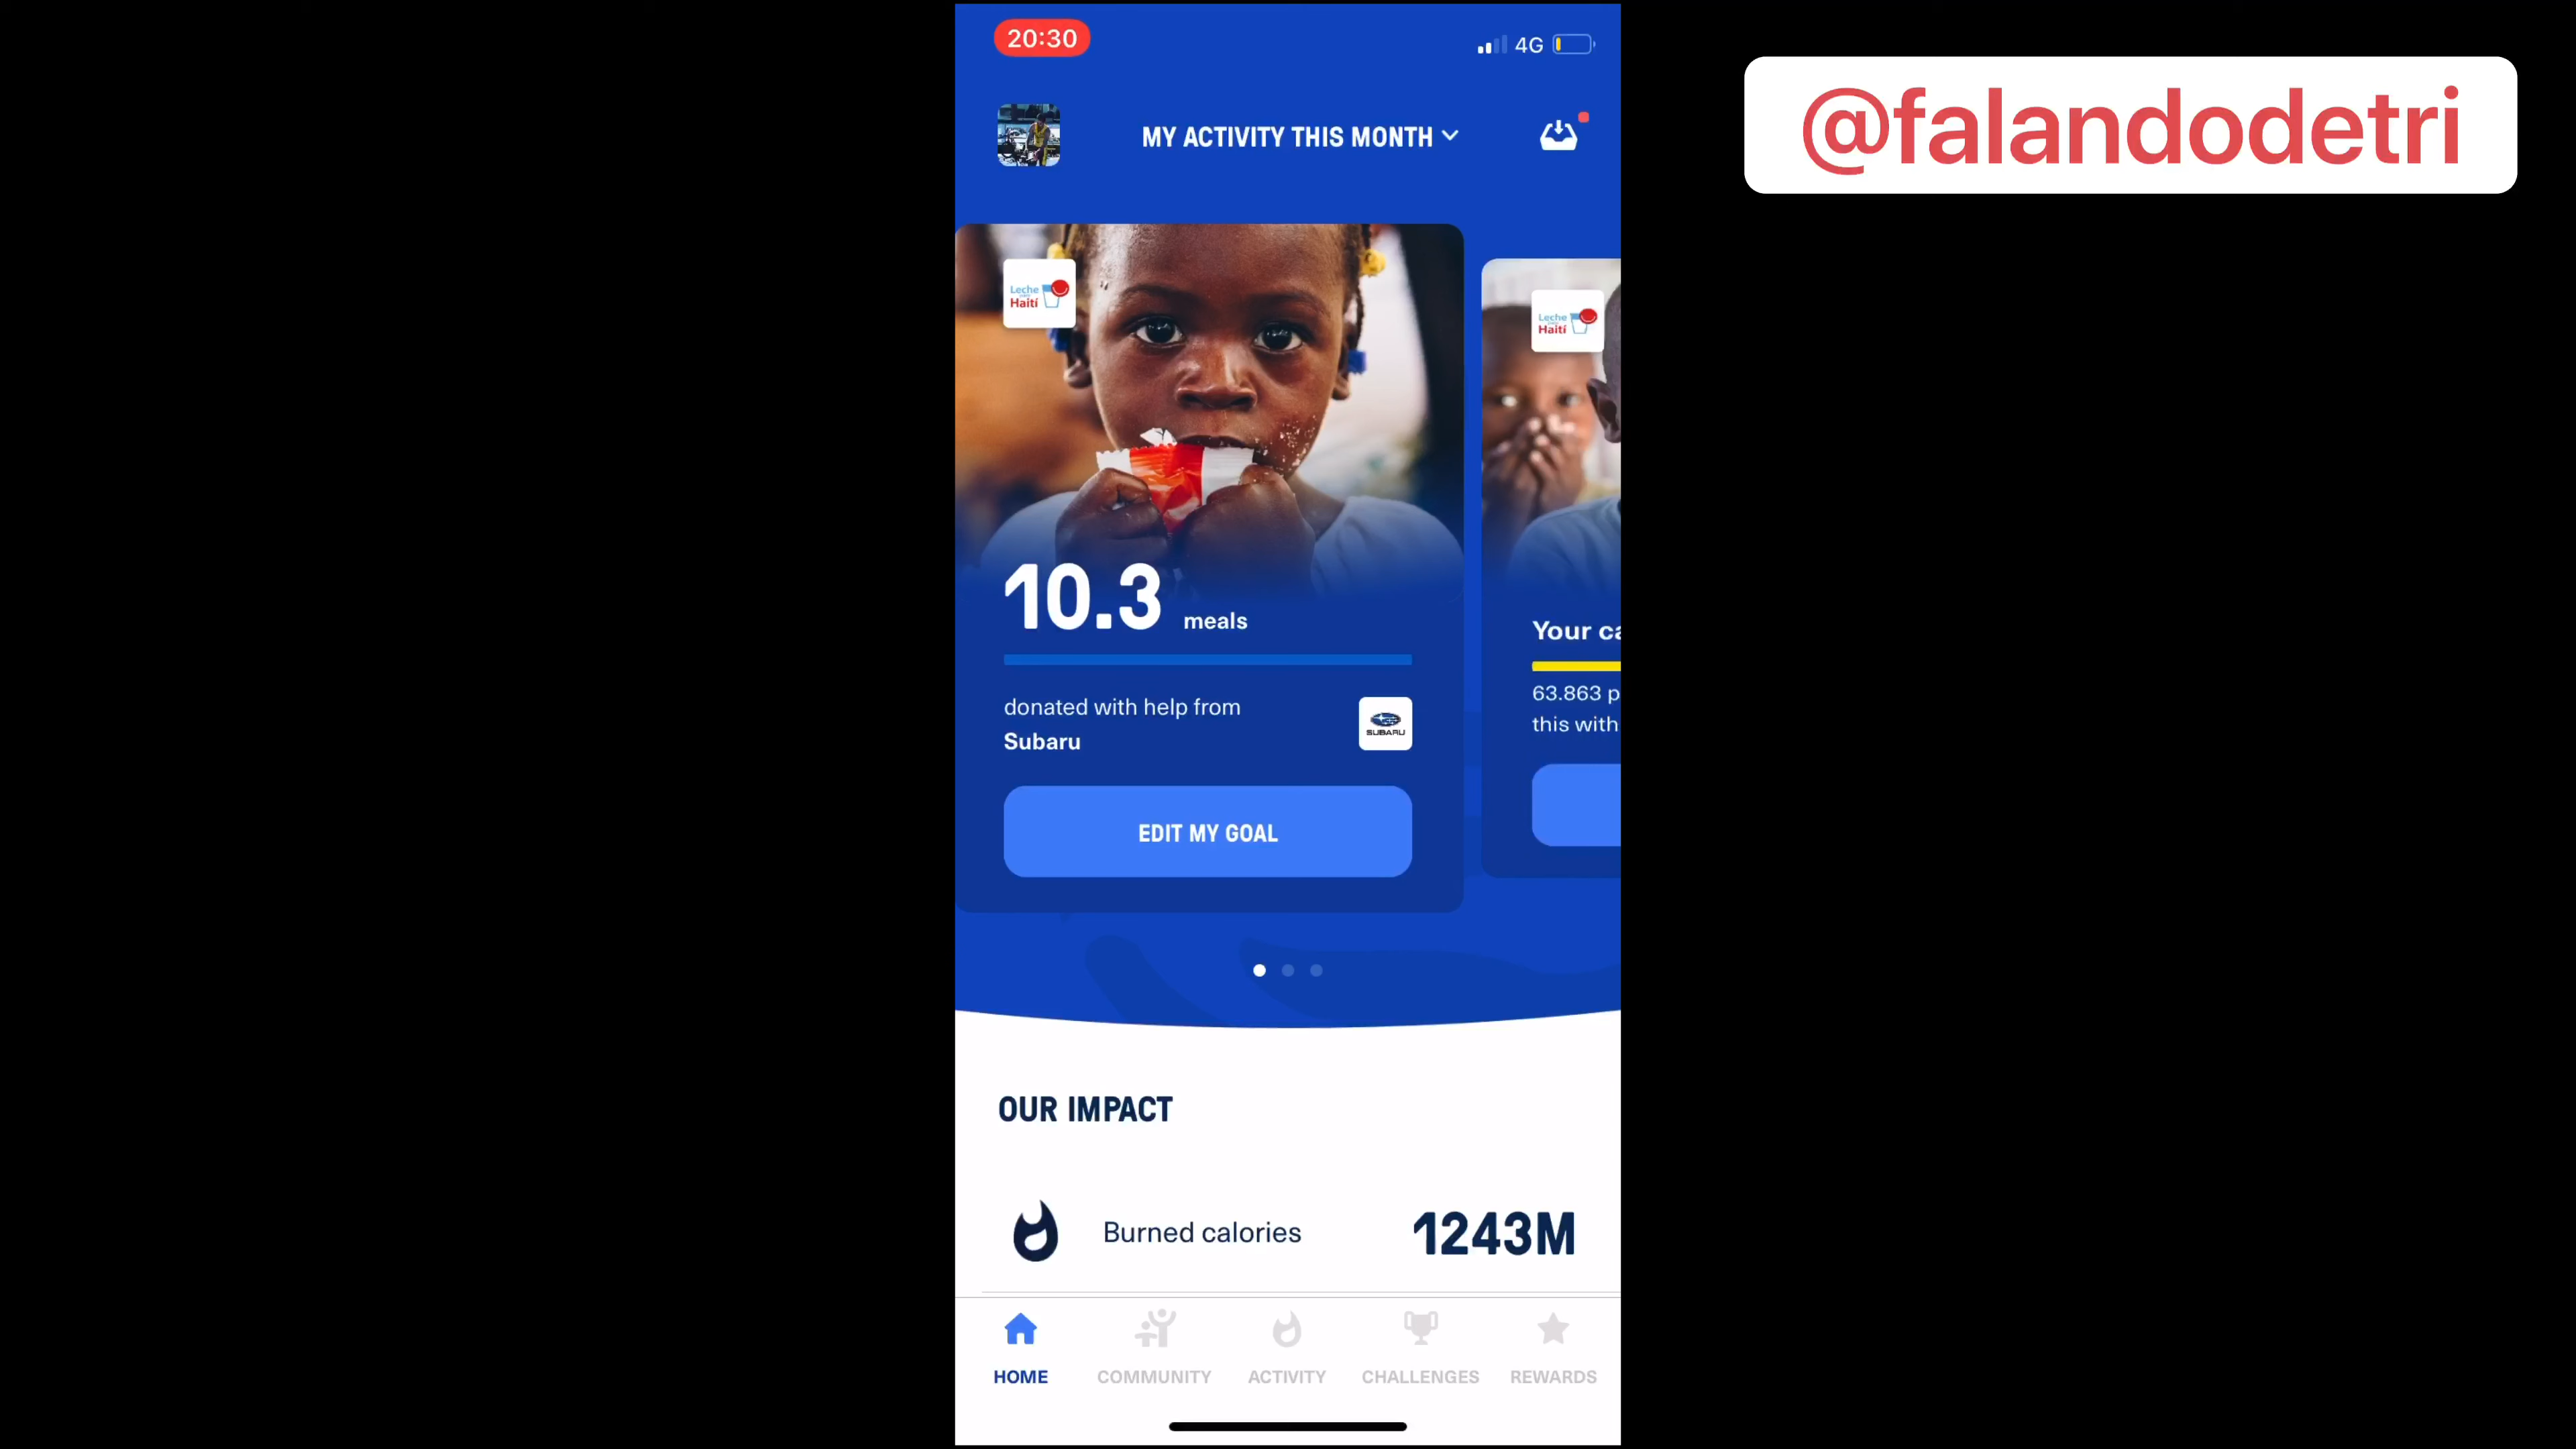 20:30
4G
@falandodetri
MY ACTIVITY THIS MONTH
Leche
Haití
Leche
Haití
10.3 meals
donated with help from
Subaru
SUBARU
EDIT MY GOAL
Your ca
63.863 p
this with
OUR IMPACT
Burned calories 1243M
HOME COMMUNITY ACTIVITY CHALLENGES REWARDS